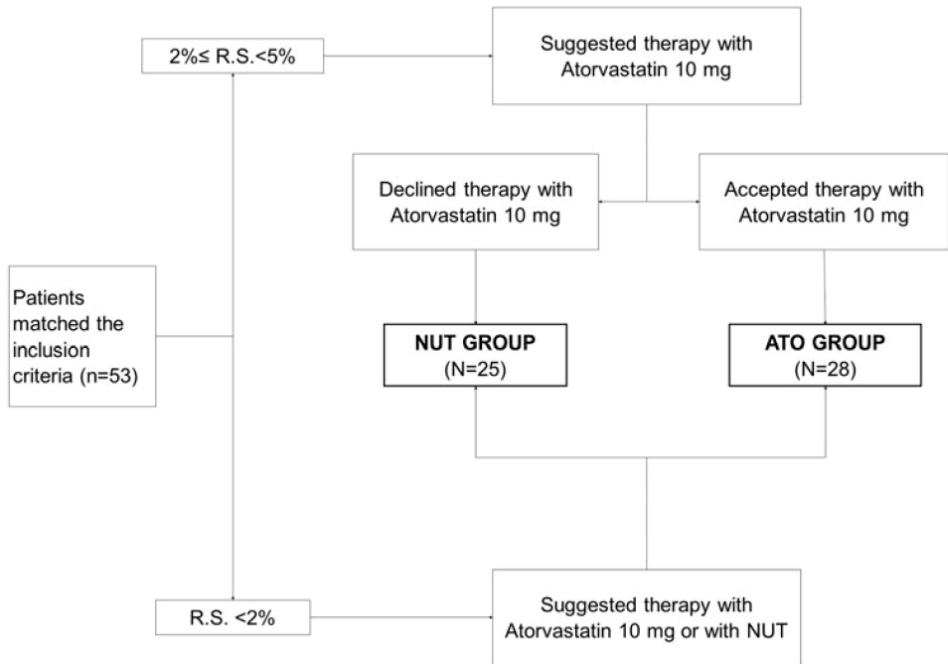 2%≤ R.S.<5%
Suggested therapy with
Atorvastatin 10 mg
Declined therapy with
Atorvastatin 10 mg
Accepted therapy with
Atorvastatin 10 mg
Patients
matched the
inclusion
criteria (n=53)
NUT GROUP
(N=25)
ATO GROUP
(N=28)
R.S. <2%
Suggested therapy with
Atorvastatin 10 mg or with NUT